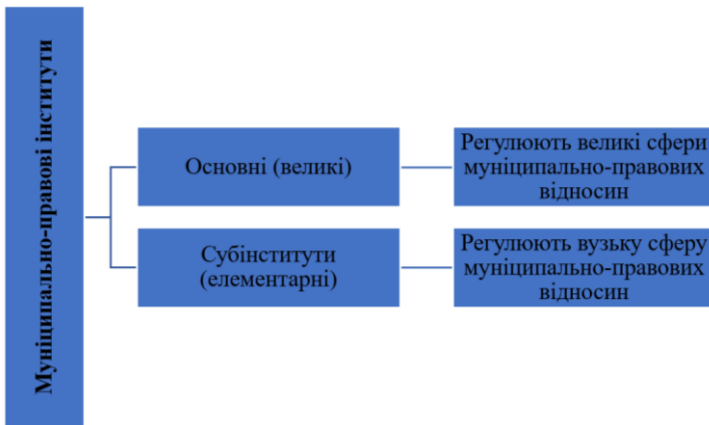 Муніципально-правові інститути
Основні (великі)
Регулюють великі сфери
муніципально-правових
відносин
Субінститути
(елементарні)
Регулюють вузьку сферу
муніципально-правових
відносин